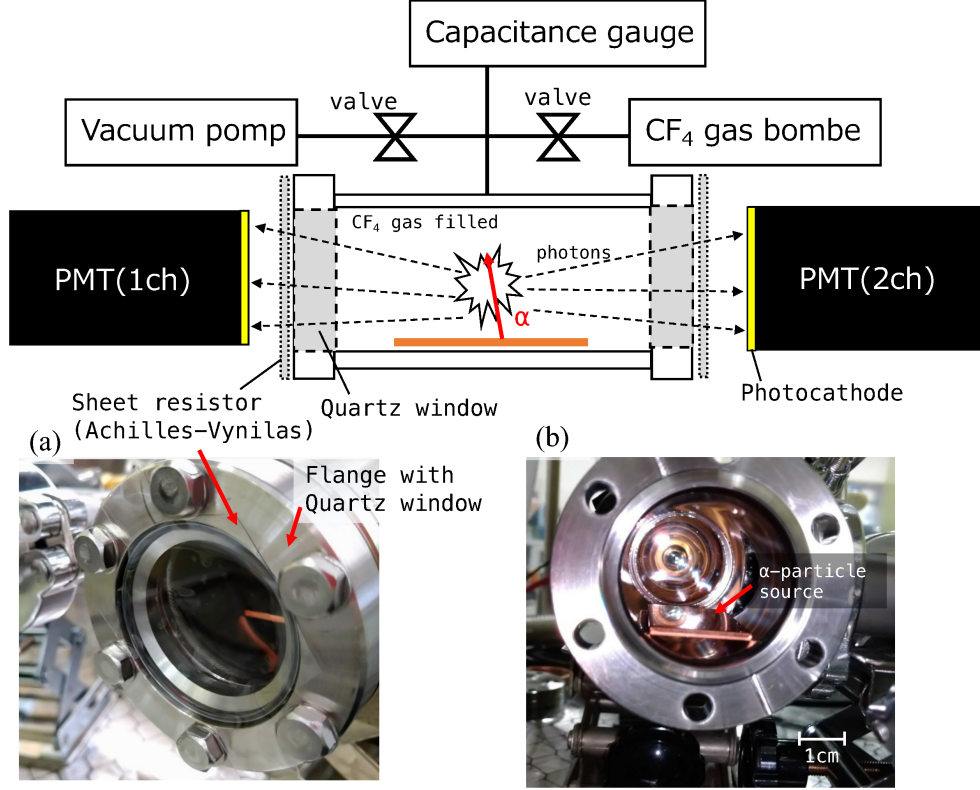 Capacitance gauge
valve
valve
Vacuum pump
CF₄ gas bombe
CF₄ gas filled
photons
PMT(1ch)
α
PMT(2ch)
Sheet resistor
(Achilles-Vynilas)
Quartz window
Photocathode
(a)
(b)
Flange with
Quartz window
α-particle
source
1cm